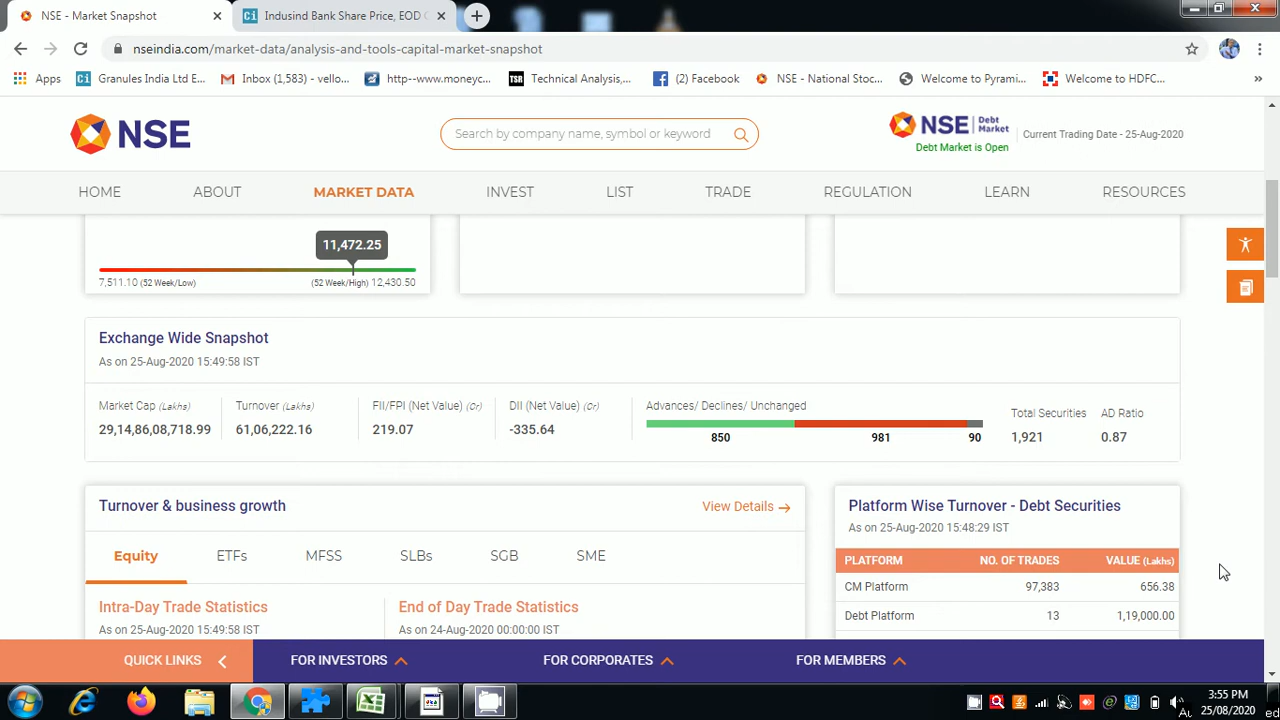 NSE - Market Snapshot
Indusind Bank Share Price, EOD
nseindia.com/market-data/analysis-and-tools-capital-market-snapshot
Apps
Granules India Ltd E...
Inbox (1,583) - vello...
http--www.moneyc...
TSR
Technical Analysis,...
(2) Facebook
NSE - National Stoc...
Welcome to Pyrami...
Welcome to HDFC...
NSE
Search by company name, symbol or keyword
NSE Debt Market
Debt Market is Open
Current Trading Date - 25-Aug-2020
HOME ABOUT MARKET DATA INVEST LIST TRADE REGULATION LEARN RESOURCES
11,472.25
7,511.10 (52 Week/Low) (52 Week/High) 12,430.50
Exchange Wide Snapshot
As on 25-Aug-2020 15:49:58 IST
Market Cap (Lakhs)
29,14,86,08,718.99
Turnover (Lakhs)
61,06,222.16
FII/FPI (Net Value) (Cr)
219.07
DII (Net Value) (Cr)
-335.64
Advances/ Declines/ Unchanged
850 981 90
Total Securities
1,921
AD Ratio
0.87
Turnover & business growth
View Details →
Equity ETFs MFSS SLBs SGB SME
Intra-Day Trade Statistics
As on 25-Aug-2020 15:49:58 IST
End of Day Trade Statistics
As on 24-Aug-2020 00:00:00 IST
Platform Wise Turnover - Debt Securities
As on 25-Aug-2020 15:48:29 IST
PLATFORM NO. OF TRADES VALUE (Lakhs)
CM Platform 97,383 656.38
Debt Platform 13 1,19,000.00
QUICK LINKS
FOR INVESTORS
FOR CORPORATES
FOR MEMBERS
3:55 PM
25/08/2020